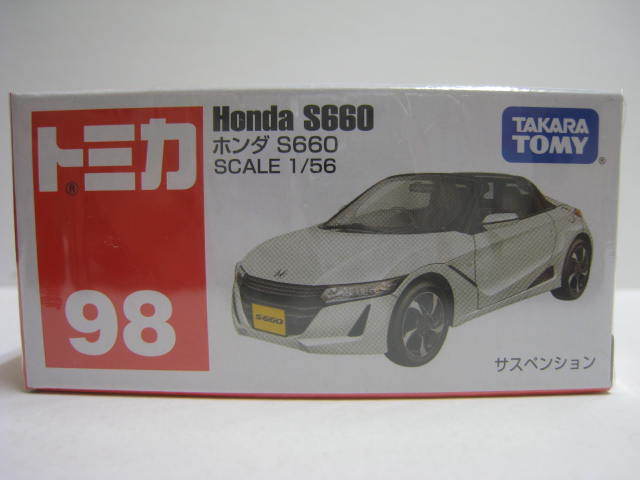 トミカ
®
98
Honda S660
ホンダ S660
SCALE 1/56
TAKARA
TOMY
®
S660
サスペンション